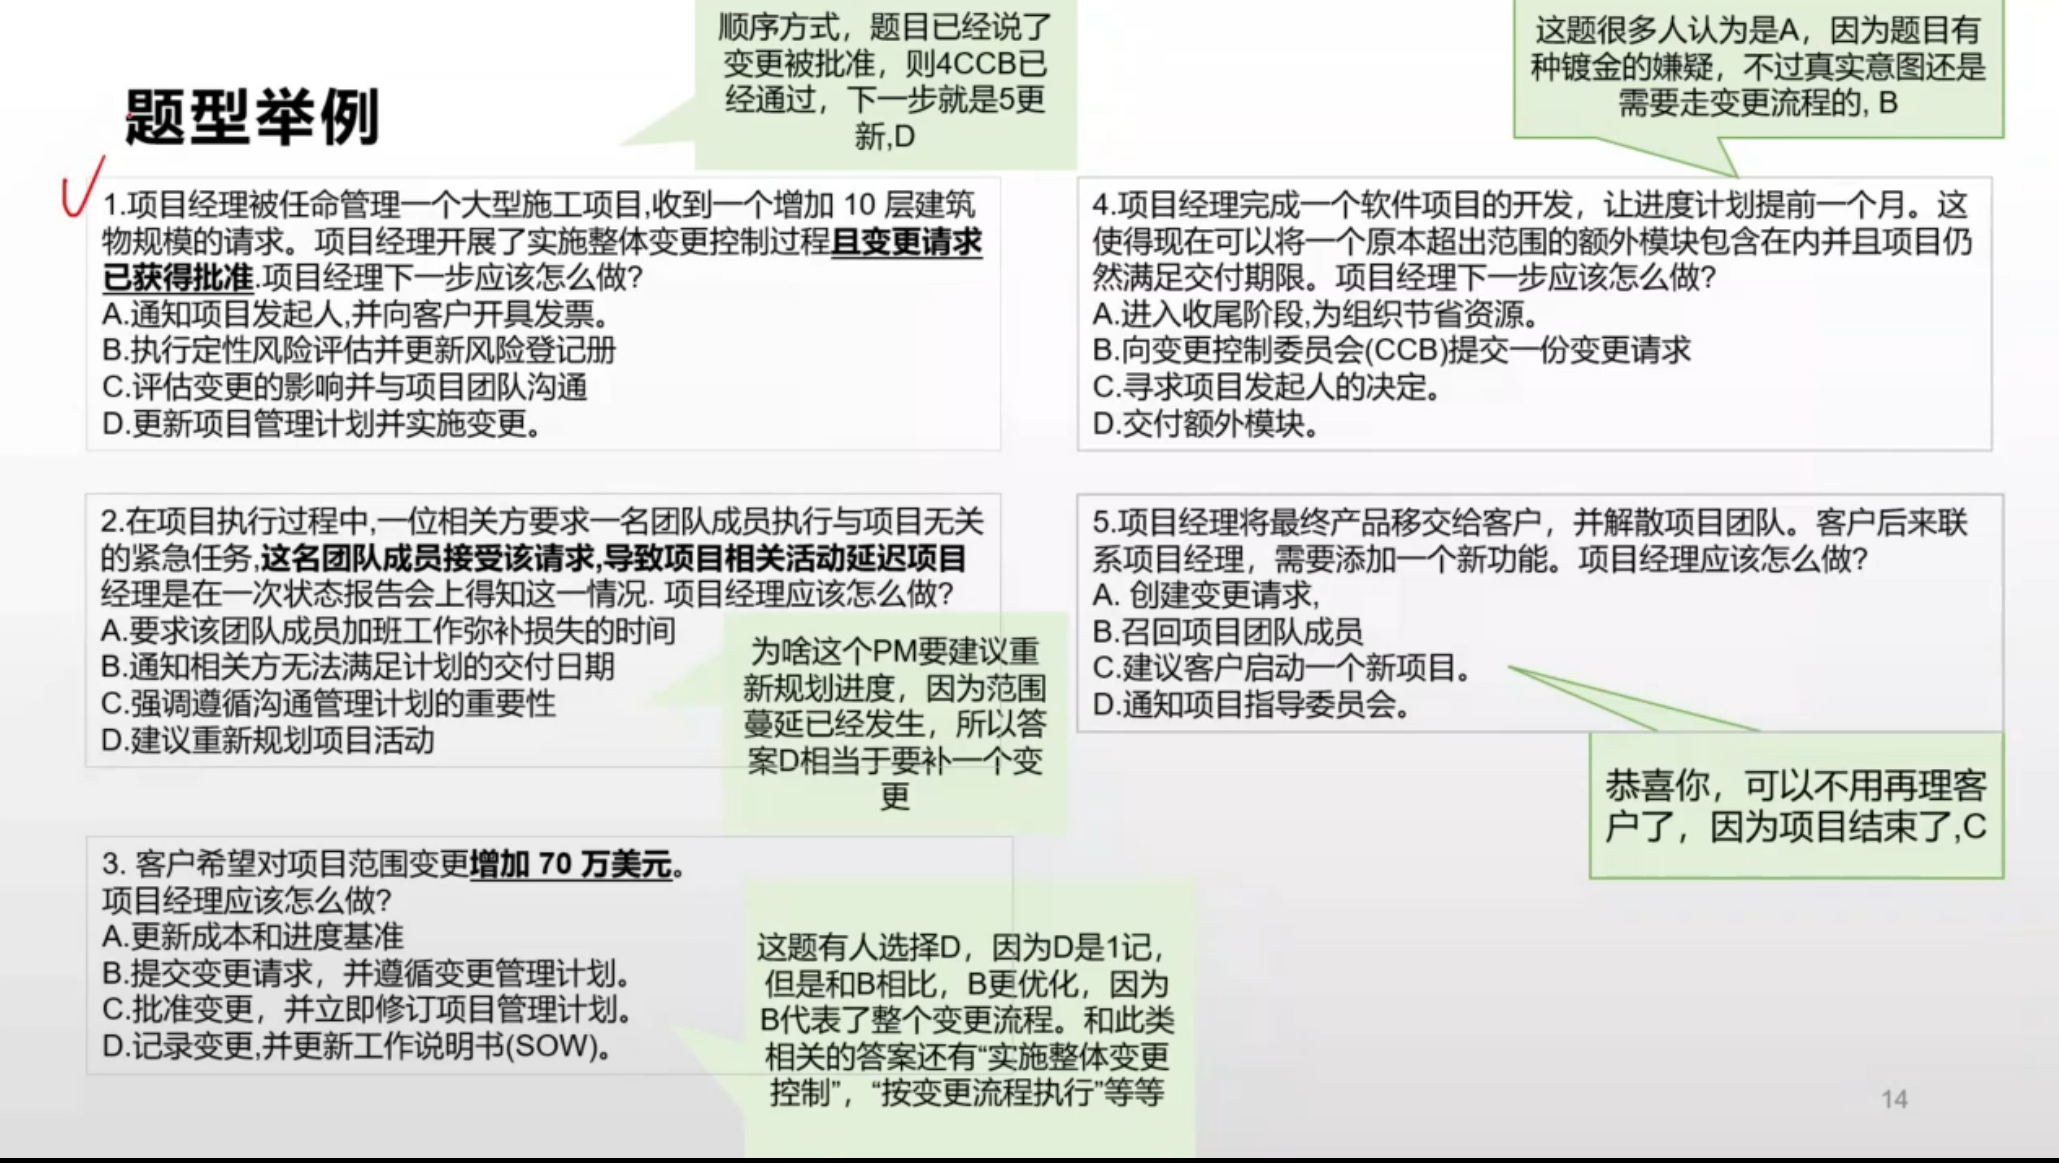 题型举例
顺序方式，题目已经说了
变更被批准，则4CCB已
经通过，下一步就是5更
新,D
1.项目经理被任命管理一个大型施工项目,收到一个增加 10 层建筑
物规模的请求。项目经理开展了实施整体变更控制过程且变更请求
已获得批准.项目经理下一步应该怎么做?
A.通知项目发起人,并向客户开具发票。
B.执行定性风险评估并更新风险登记册
C.评估变更的影响并与项目团队沟通
D.更新项目管理计划并实施变更。
2.在项目执行过程中,一位相关方要求一名团队成员执行与项目无关
的紧急任务,这名团队成员接受该请求,导致项目相关活动延迟项目
经理是在一次状态报告会上得知这一情况. 项目经理应该怎么做?
A.要求该团队成员加班工作弥补损失的时间
B.通知相关方无法满足计划的交付日期
C.强调遵循沟通管理计划的重要性
D.建议重新规划项目活动
为啥这个PM要建议重
新规划进度，因为范围
蔓延已经发生，所以答
案D相当于要补一个变
更
3. 客户希望对项目范围变更增加 70 万美元。
项目经理应该怎么做?
A.更新成本和进度基准
B.提交变更请求，并遵循变更管理计划。
C.批准变更，并立即修订项目管理计划。
D.记录变更,并更新工作说明书(SOW)。
这题有人选择D，因为D是1记，
但是和B相比，B更优化，因为
B代表了整个变更流程。和此类
相关的答案还有“实施整体变更
控制”，“按变更流程执行”等等
这题很多人认为是A，因为题目有
种镀金的嫌疑，不过真实意图还是
需要走变更流程的, B
4.项目经理完成一个软件项目的开发，让进度计划提前一个月。这
使得现在可以将一个原本超出范围的额外模块包含在内并且项目仍
然满足交付期限。项目经理下一步应该怎么做?
A.进入收尾阶段,为组织节省资源。
B.向变更控制委员会(CCB)提交一份变更请求
C.寻求项目发起人的决定。
D.交付额外模块。
5.项目经理将最终产品移交给客户，并解散项目团队。客户后来联
系项目经理，需要添加一个新功能。项目经理应该怎么做?
A. 创建变更请求,
B.召回项目团队成员
C.建议客户启动一个新项目。
D.通知项目指导委员会。
恭喜你，可以不用再理客
户了，因为项目结束了,C
14